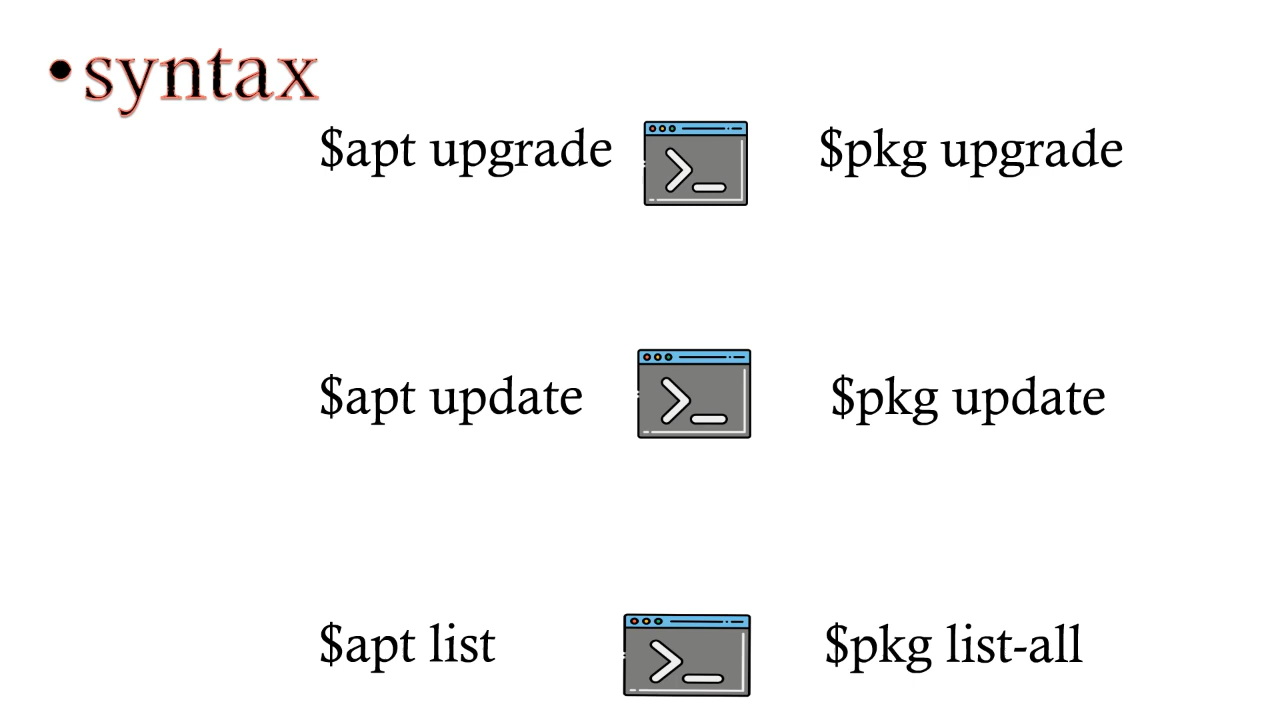 •syntax
$apt upgrade $pkg upgrade
$apt update $pkg update
$apt list $pkg list-all